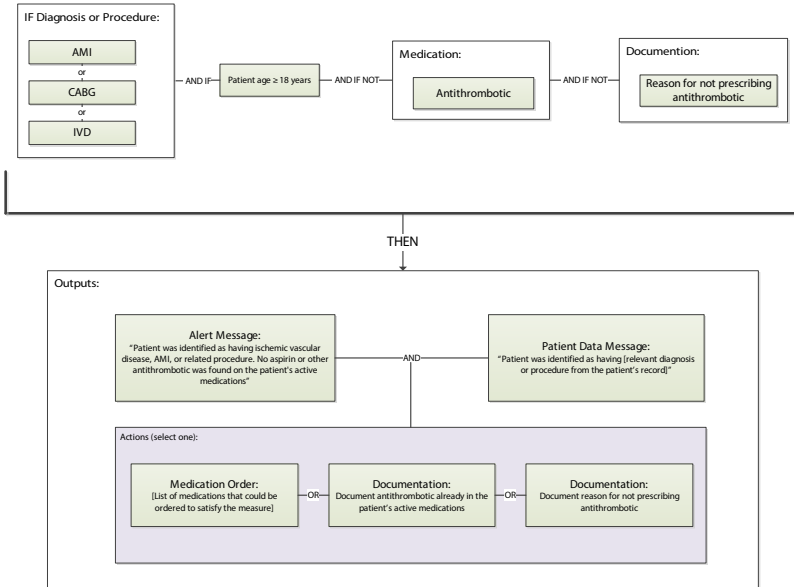 IF Diagnosis or Procedure:
AMI
or
CABG
or
IVD
AND IF
Patient age ≥ 18 years
AND IF NOT
Medication:
Antithrombotic
AND IF NOT
Documention:
Reason for not prescribing
antithrombotic
THEN
Outputs:
Alert Message:
“Patient was identified as having ischemic vascular
disease, AMI, or related procedure. No aspirin or other
antithrombotic was found on the patient's active
medications”
AND
Patient Data Message:
“Patient was identified as having [relevant diagnosis
or procedure from the patient’s record]”
Actions (select one):
Medication Order:
[List of medications that could be
ordered to satisfy the measure]
OR
Documentation:
Document antithrombotic already in the
patient’s active medications
OR
Documentation:
Document reason for not prescribing
antithrombotic